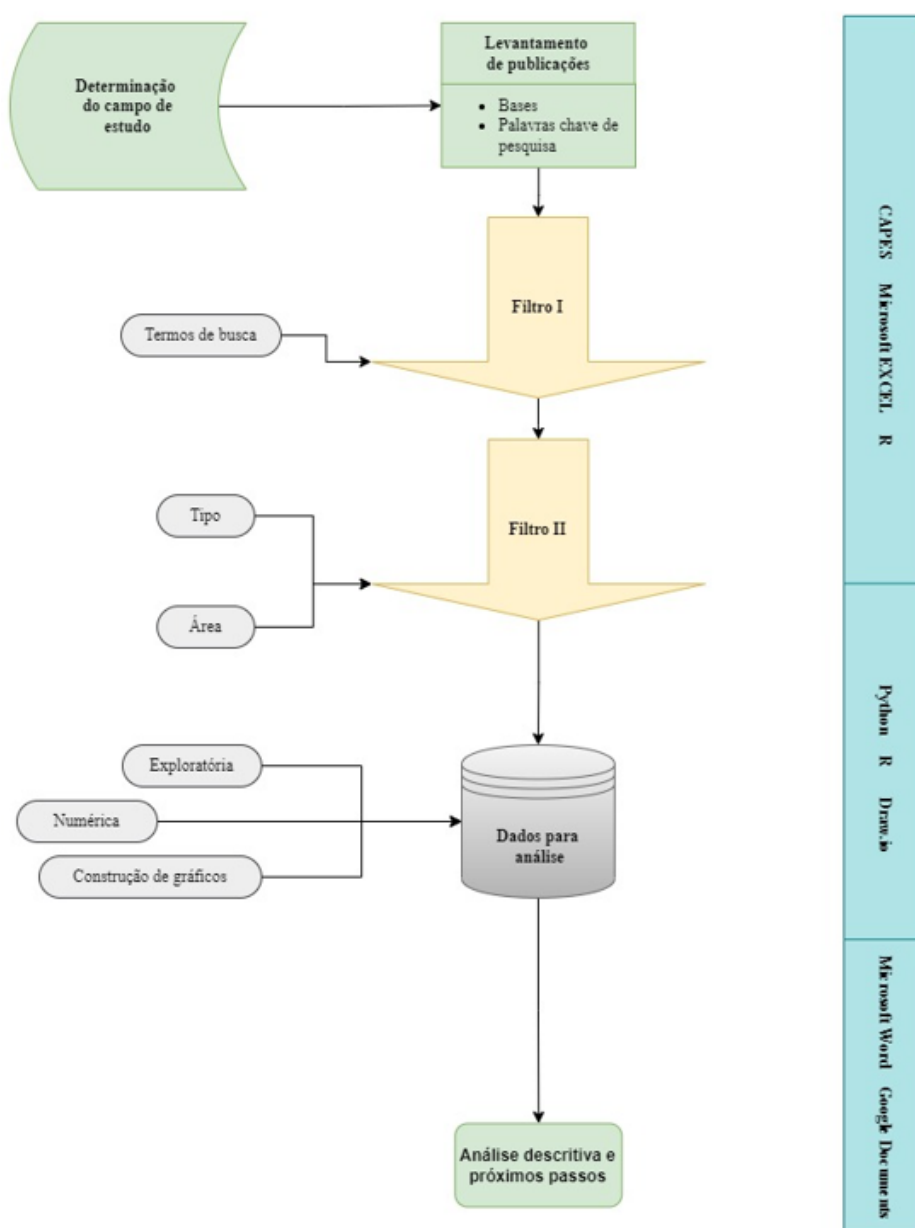 Determinação
do campo de
estudo
Levantamento
de publicações
• Bases
• Palavras chave de
pesquisa
Filtro I
Termos de busca
Filtro II
Tipo
Área
Exploratória
Numérica
Construção de gráficos
Dados para
análise
Análise descritiva e
próximos passos
CAPES Microsoft EXCEL R
Python R Draw.io
Microsoft Word Google Documents